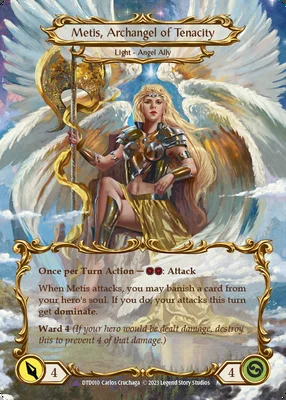 Metis, Archangel of Tenacity
Light - Angel Ally
Once per Turn Action — : Attack
When Metis attacks, you may banish a card
from your hero's soul. If you do, your attacks this turn
get dominate.
Ward 4 (If your hero would be dealt damage, destroy
this to prevent 4 of that damage.)
4
4
DTD010 Carlos Cruchaga © 2023 Legend Story Studios